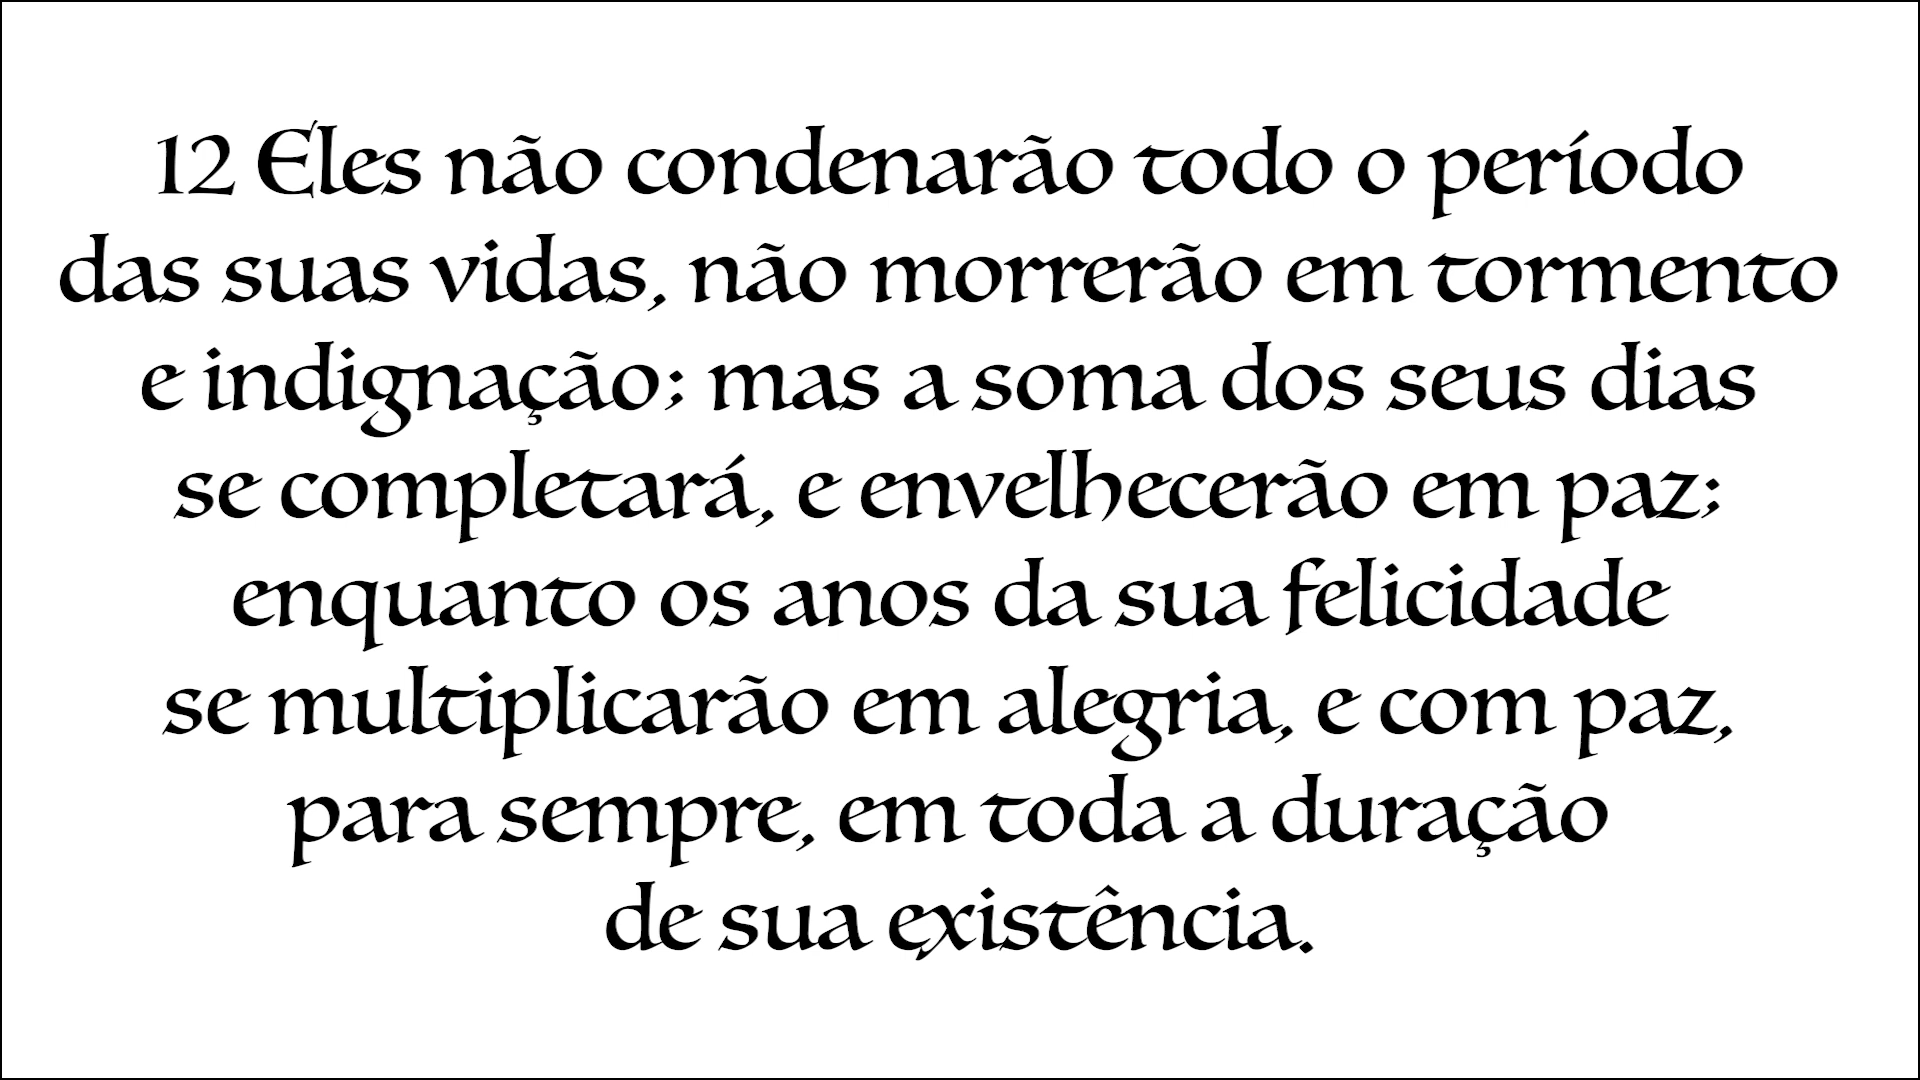 12 Eles não condenarão todo o período
das suas vidas, não morrerão em tormento
e indignação; mas a soma dos seus dias
se completará, e envelhecerão em paz;
enquanto os anos da sua felicidade
se multiplicarão em alegria, e com paz,
para sempre, em toda a duração
de sua existência.